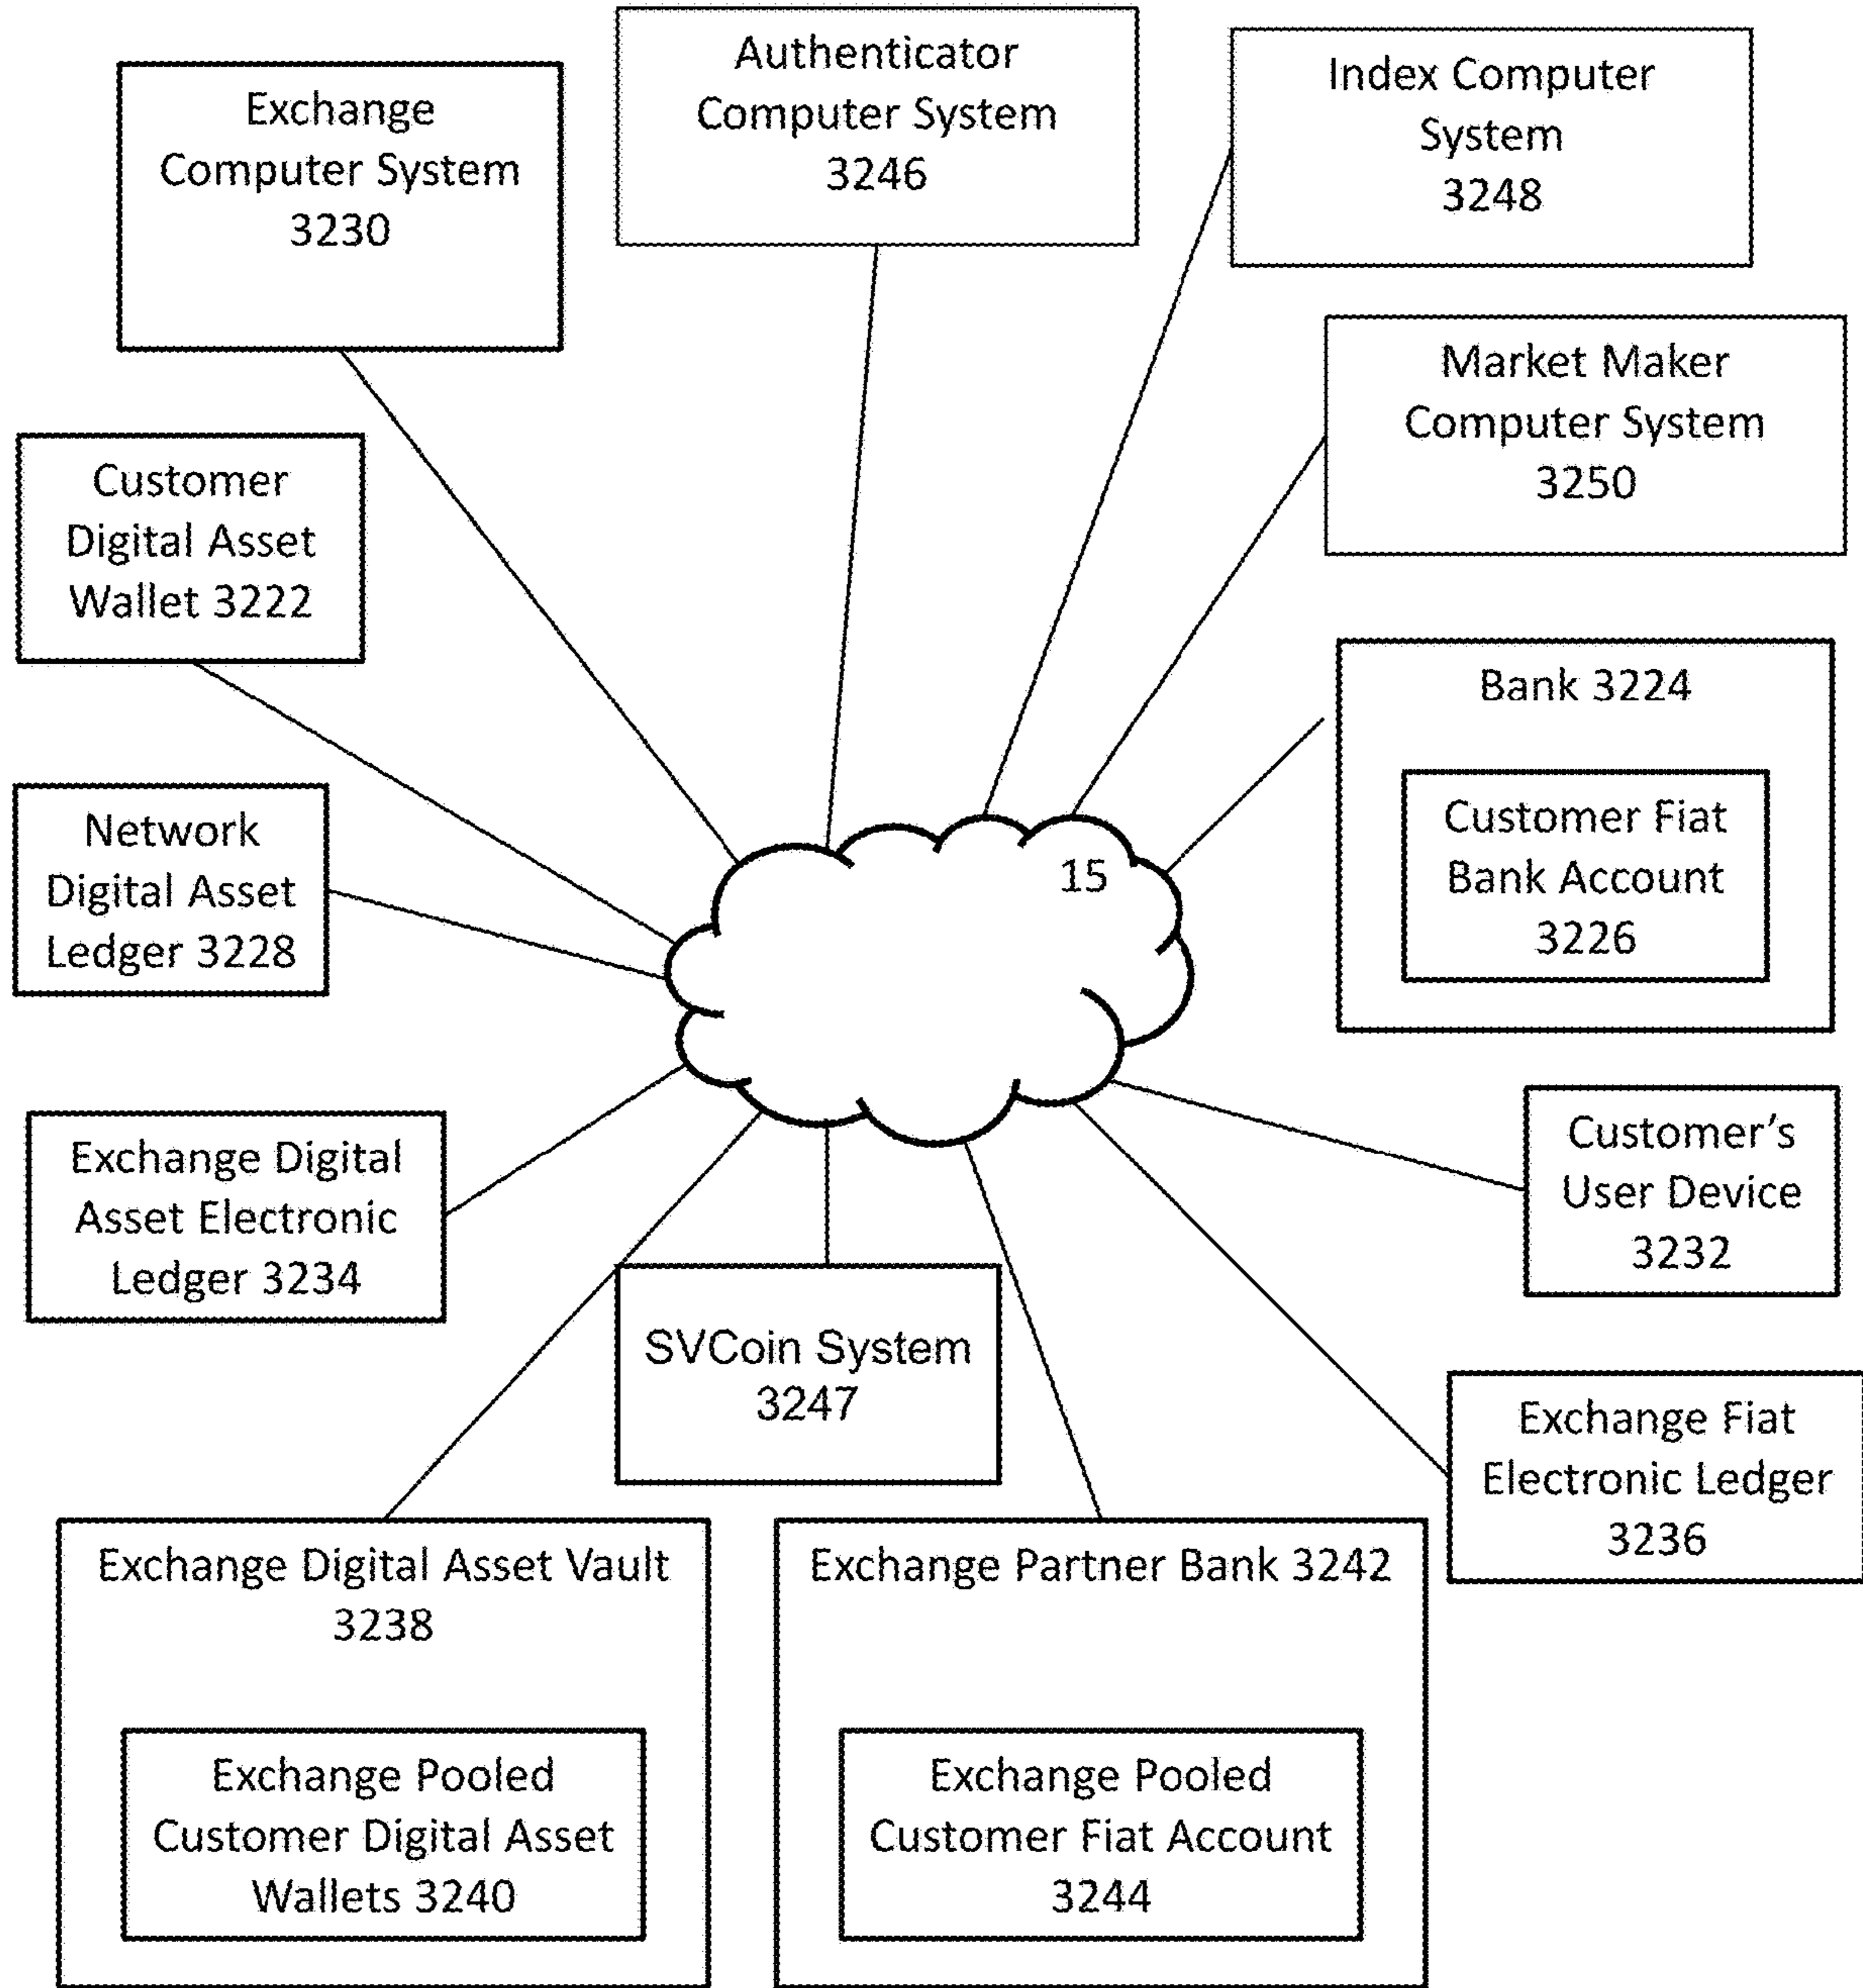 Exchange
Computer System
3230
Authenticator
Computer System
3246
Index Computer
System
3248
Market Maker
Computer System
3250
Customer
Digital Asset
Wallet 3222
Bank 3224
Customer Fiat
Bank Account
3226
Network
Digital Asset
Ledger 3228
15
Exchange Digital
Asset Electronic
Ledger 3234
Customer's
User Device
3232
SVCoin System
3247
Exchange Fiat
Electronic Ledger
3236
Exchange Digital Asset Vault
3238
Exchange Pooled
Customer Digital Asset
Wallets 3240
Exchange Partner Bank 3242
Exchange Pooled
Customer Fiat Account
3244